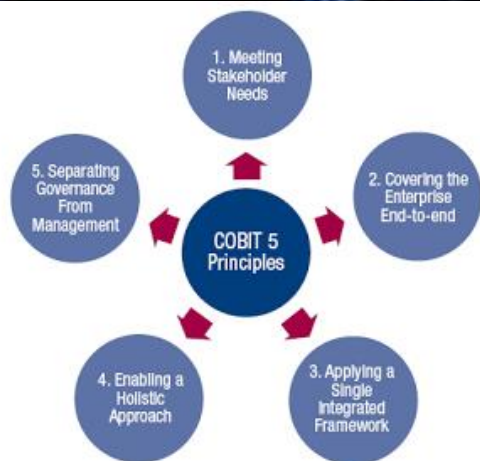 1. Meeting
Stakeholder
Needs
5. Separating
Governance
From
Management
2. Covering the
Enterprise
End-to-end
COBIT 5
Principles
4. Enabling a
Holistic
Approach
3. Applying a
Single
Integrated
Framework